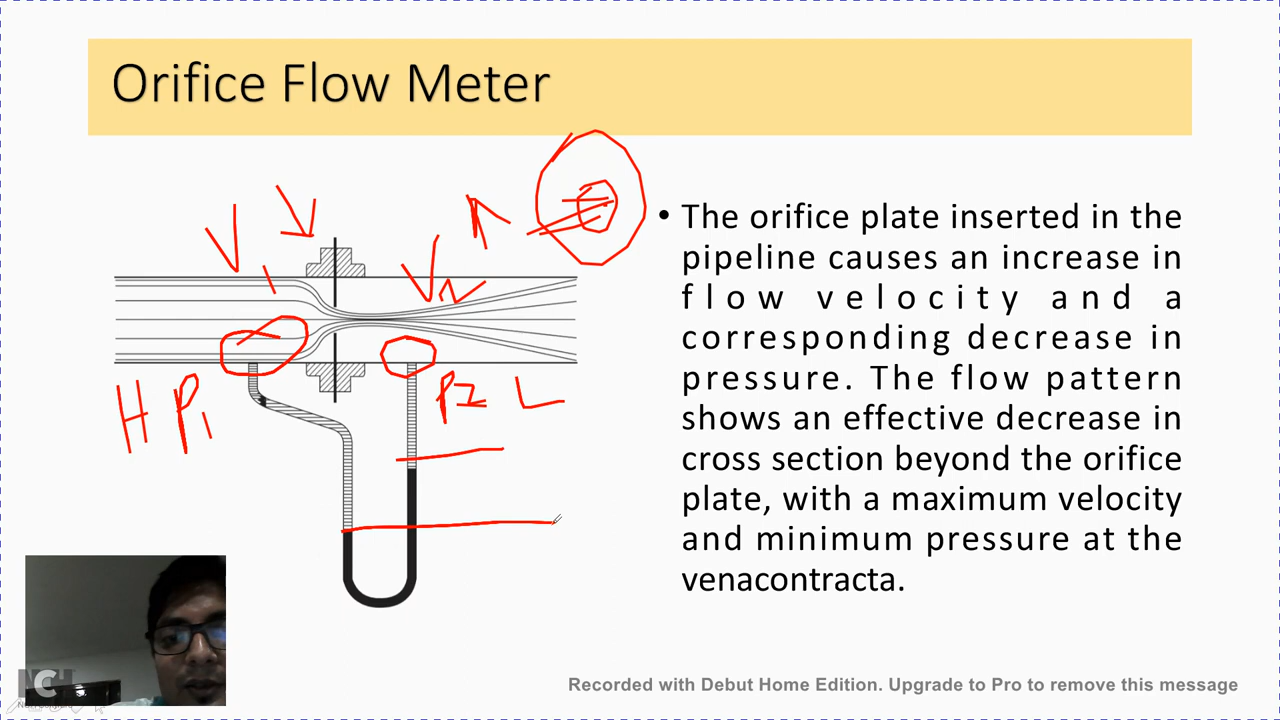 Orifice Flow Meter
V1
V2
H P1
P2 L
• The orifice plate inserted in the
pipeline causes an increase in
flow velocity and a
corresponding decrease in
pressure. The flow pattern
shows an effective decrease in
cross section beyond the orifice
plate, with a maximum velocity
and minimum pressure at the
venacontracta.
Recorded with Debut Home Edition. Upgrade to Pro to remove this message